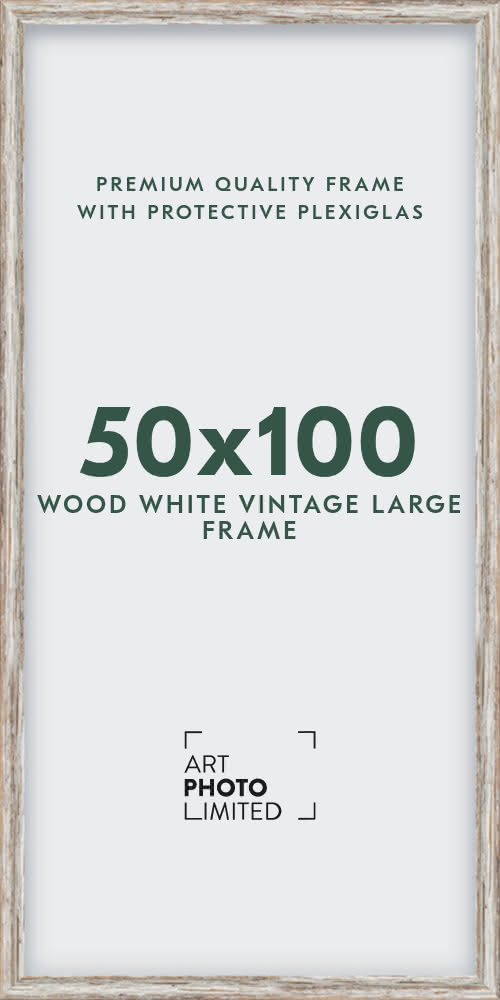 PREMIUM QUALITY FRAME
WITH PROTECTIVE PLEXIGLAS
50x100
WOOD WHITE VINTAGE LARGE
FRAME
ART
PHOTO
LIMITED